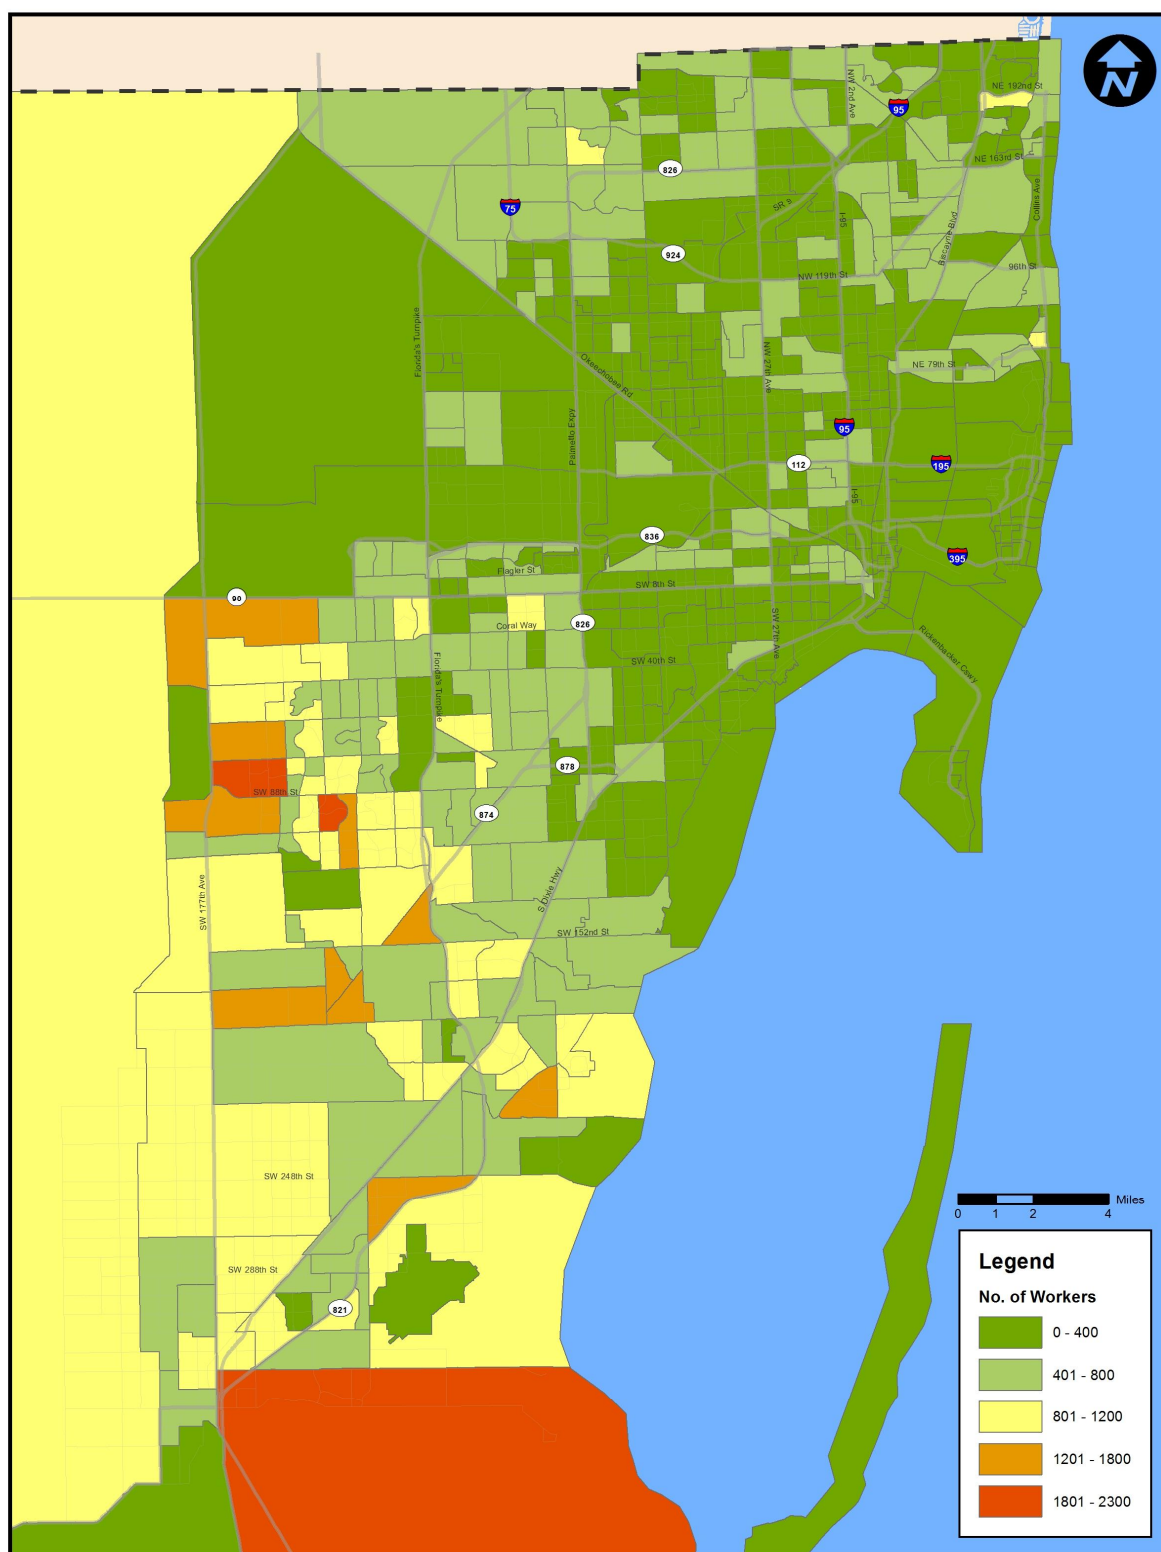 N
NE 192nd St
NW 2nd Ave
95
NE 163rd St
826
SR 9
75
I-95
Collins Ave
Biscayne Blvd
924
96th St
NW 119th St
Florida's Turnpike
Okeechobee Rd
NW 27th Ave
NE 79th St
Palmetto Expy
95
112
195
I-95
836
395
Flagler St
SW 8th St
90
Coral Way
826
SW 27th Ave
Rickenbacker Cswy
SW 40th St
Florida's Turnpike
878
SW 88th St
874
S Dixie Hwy
SW 177th Ave
SW 152nd St
SW 248th St
Miles
0 1 2 4
SW 288th St
821
Legend
No. of Workers
0 - 400
401 - 800
801 - 1200
1201 - 1800
1801 - 2300